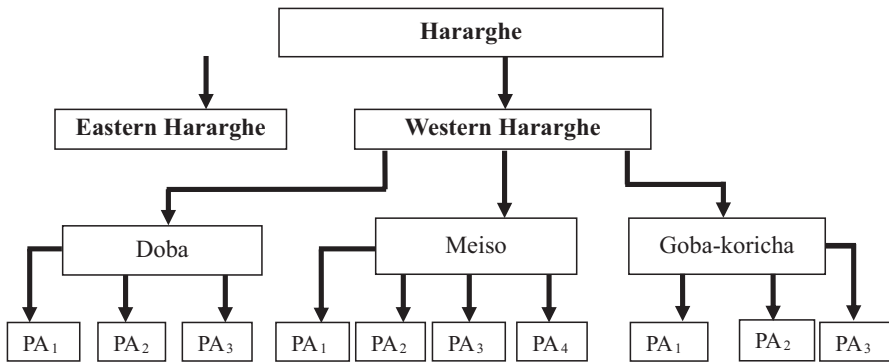 Hararghe
Eastern Hararghe
Western Hararghe
Doba
Meiso
Goba-koricha
PA₁
PA₂
PA₃
PA₁
PA₂
PA₃
PA₄
PA₁
PA₂
PA₃